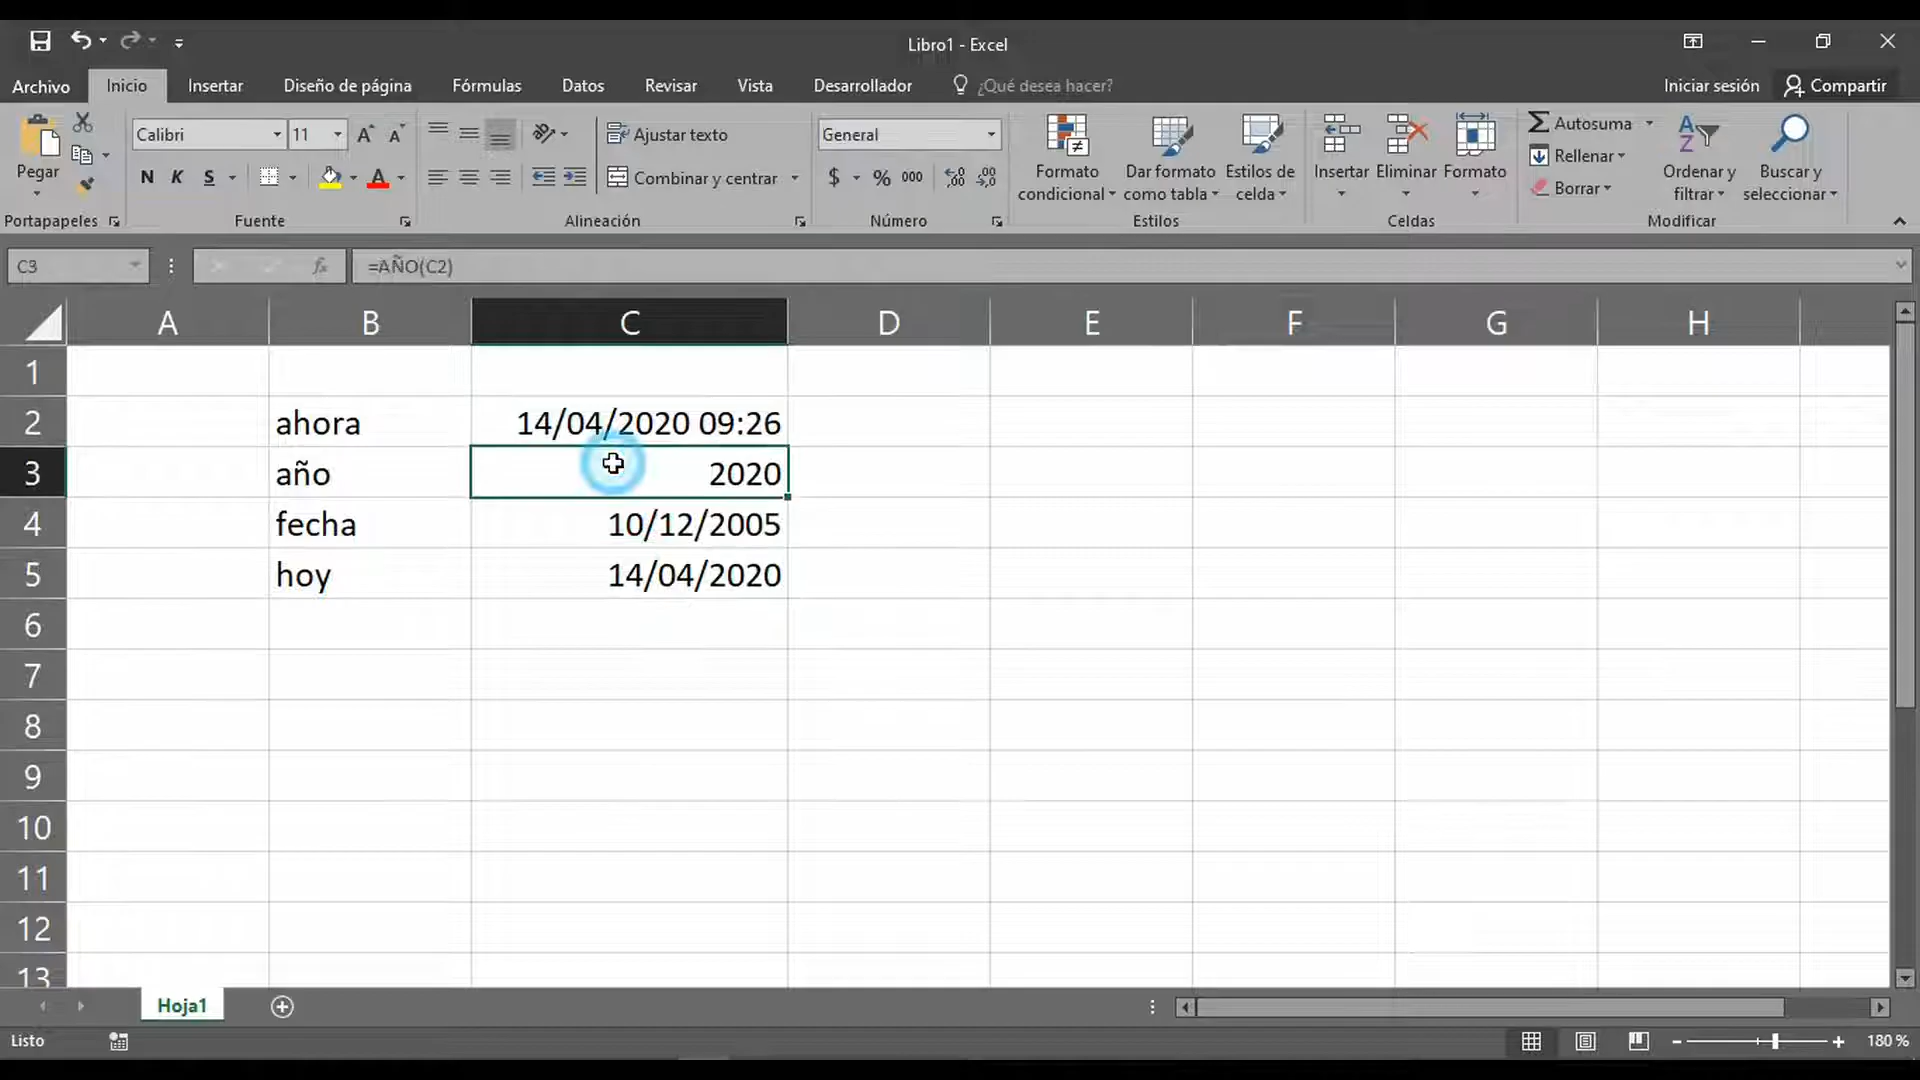 Libro1 - Excel
Archivo Inicio Insertar Diseño de página Fórmulas Datos Revisar Vista Desarrollador ¿Qué desea hacer? Iniciar sesión Compartir
Pegar
Portapapeles
Calibri 11
N K S
Fuente
Ajustar texto
Combinar y centrar
Alineación
General
$ % 000
Número
Formato condicional
Dar formato como tabla
Estilos de celda
Estilos
Insertar Eliminar Formato
Celdas
Autosuma
Rellenar
Borrar
Ordenar y filtrar
Buscar y seleccionar
Modificar
C3 fx =AÑO(C2)
A B C D E F G H
1
2 ahora 14/04/2020 09:26
3 año 2020
4 fecha 10/12/2005
5 hoy 14/04/2020
6
7
8
9
10
11
12
13
Hoja1
Listo 180 %